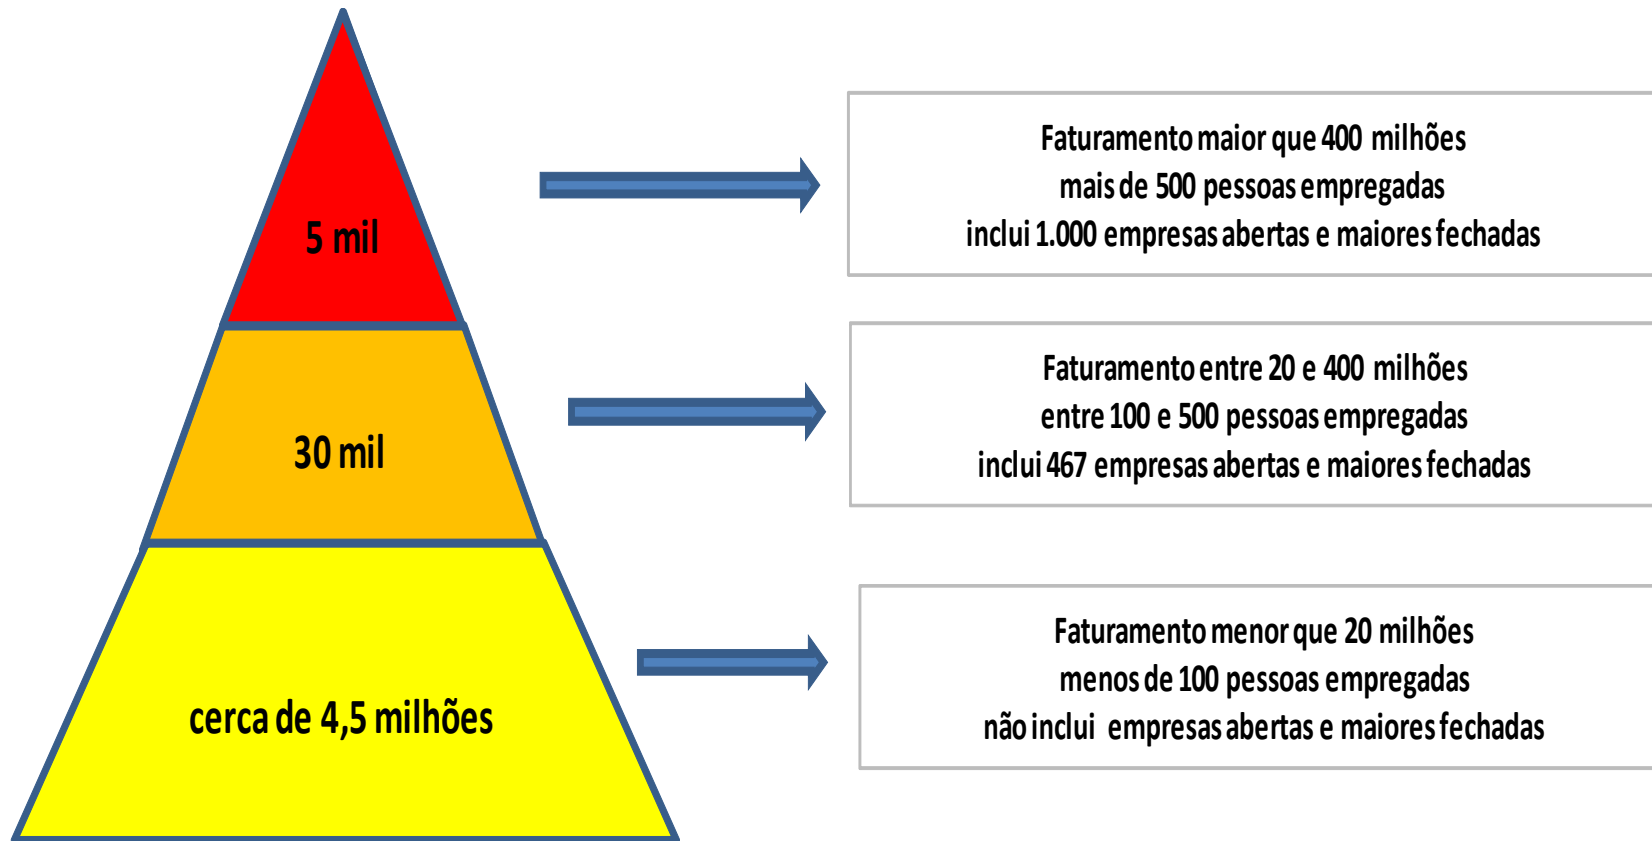 5 mil
Faturamento maior que 400 milhões
mais de 500 pessoas empregadas
inclui 1.000 empresas abertas e maiores fechadas
30 mil
Faturamento entre 20 e 400 milhões
entre 100 e 500 pessoas empregadas
inclui 467 empresas abertas e maiores fechadas
cerca de 4,5 milhões
Faturamento menor que 20 milhões
menos de 100 pessoas empregadas
não inclui empresas abertas e maiores fechadas